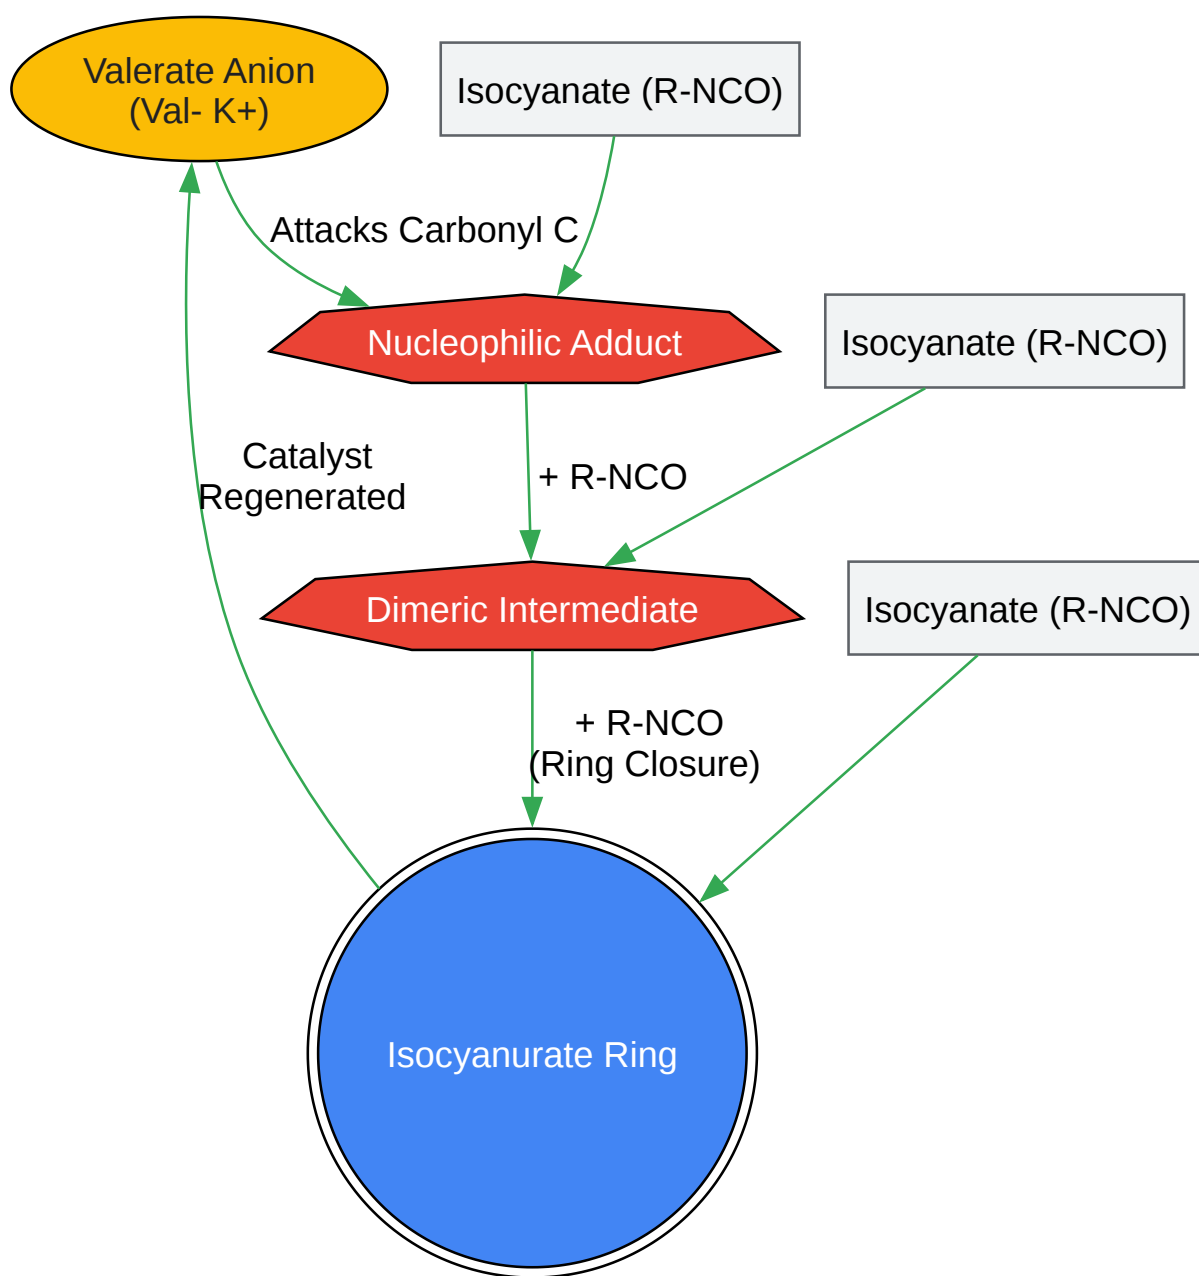 Valerate Anion
(Val- K+)
Isocyanate (R-NCO)
Attacks Carbonyl C
Nucleophilic Adduct
Isocyanate (R-NCO)
Catalyst
Regenerated
+ R-NCO
Dimeric Intermediate
Isocyanate (R-NCO)
+ R-NCO
(Ring Closure)
Isocyanurate Ring